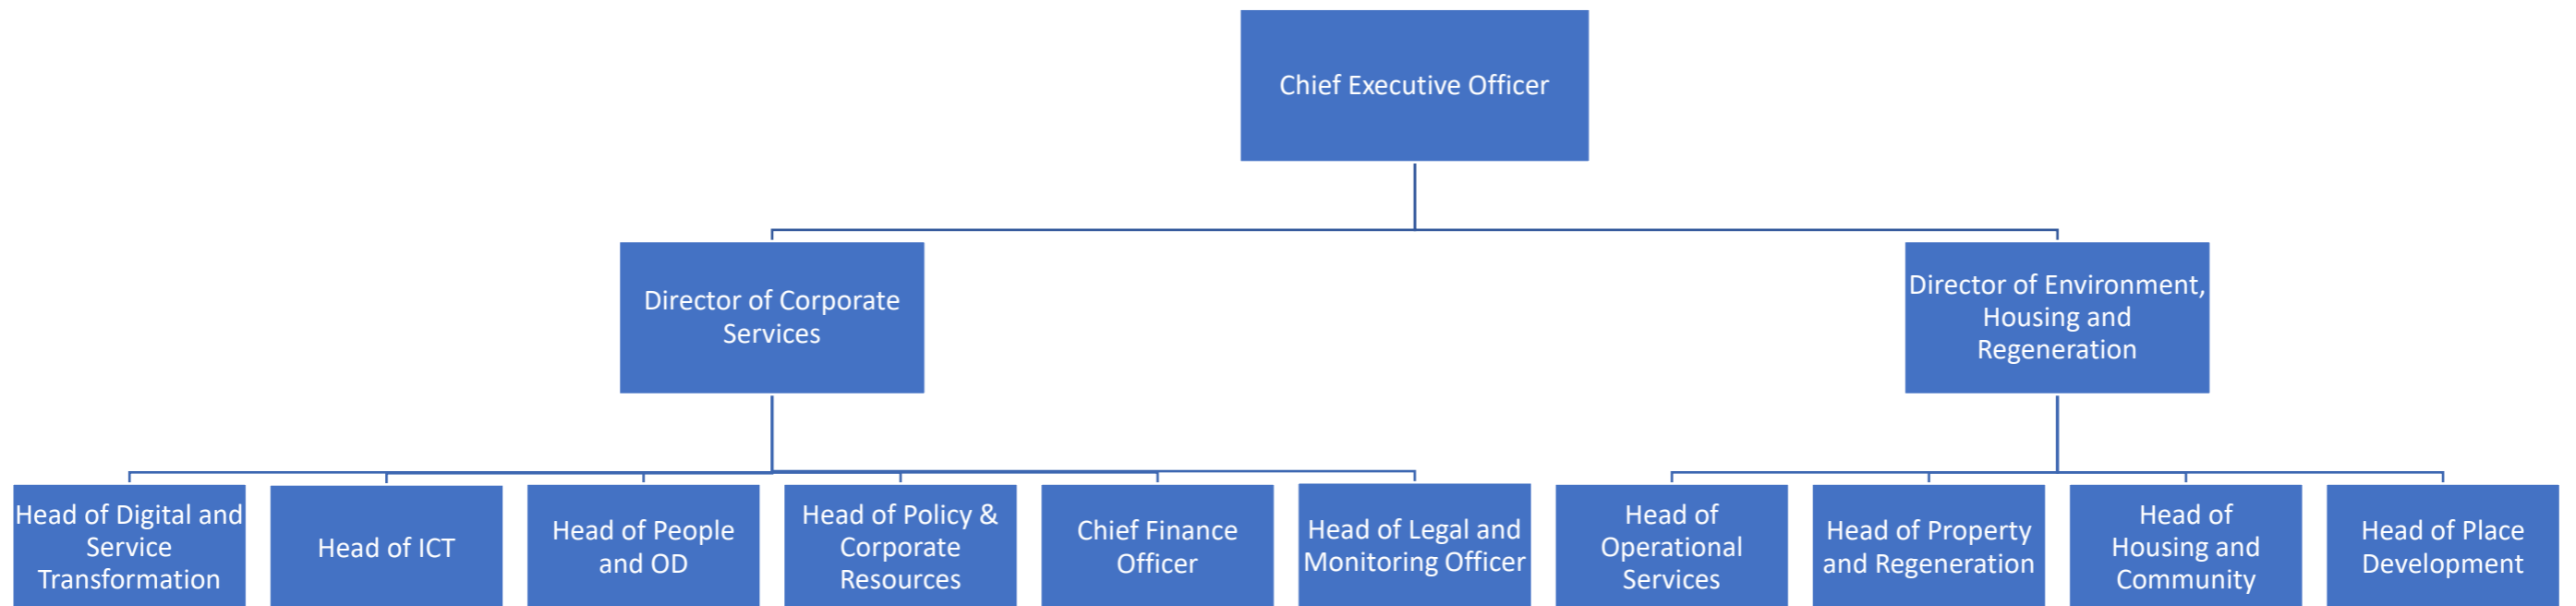 Chief Executive Officer
Director of Corporate
Services
Director of Environment,
Housing and
Regeneration
Head of Digital and
Service
Transformation
Head of ICT
Head of People
and OD
Head of Policy &
Corporate
Resources
Chief Finance
Officer
Head of Legal and
Monitoring Officer
Head of
Operational
Services
Head of Property
and Regeneration
Head of
Housing and
Community
Head of Place
Development